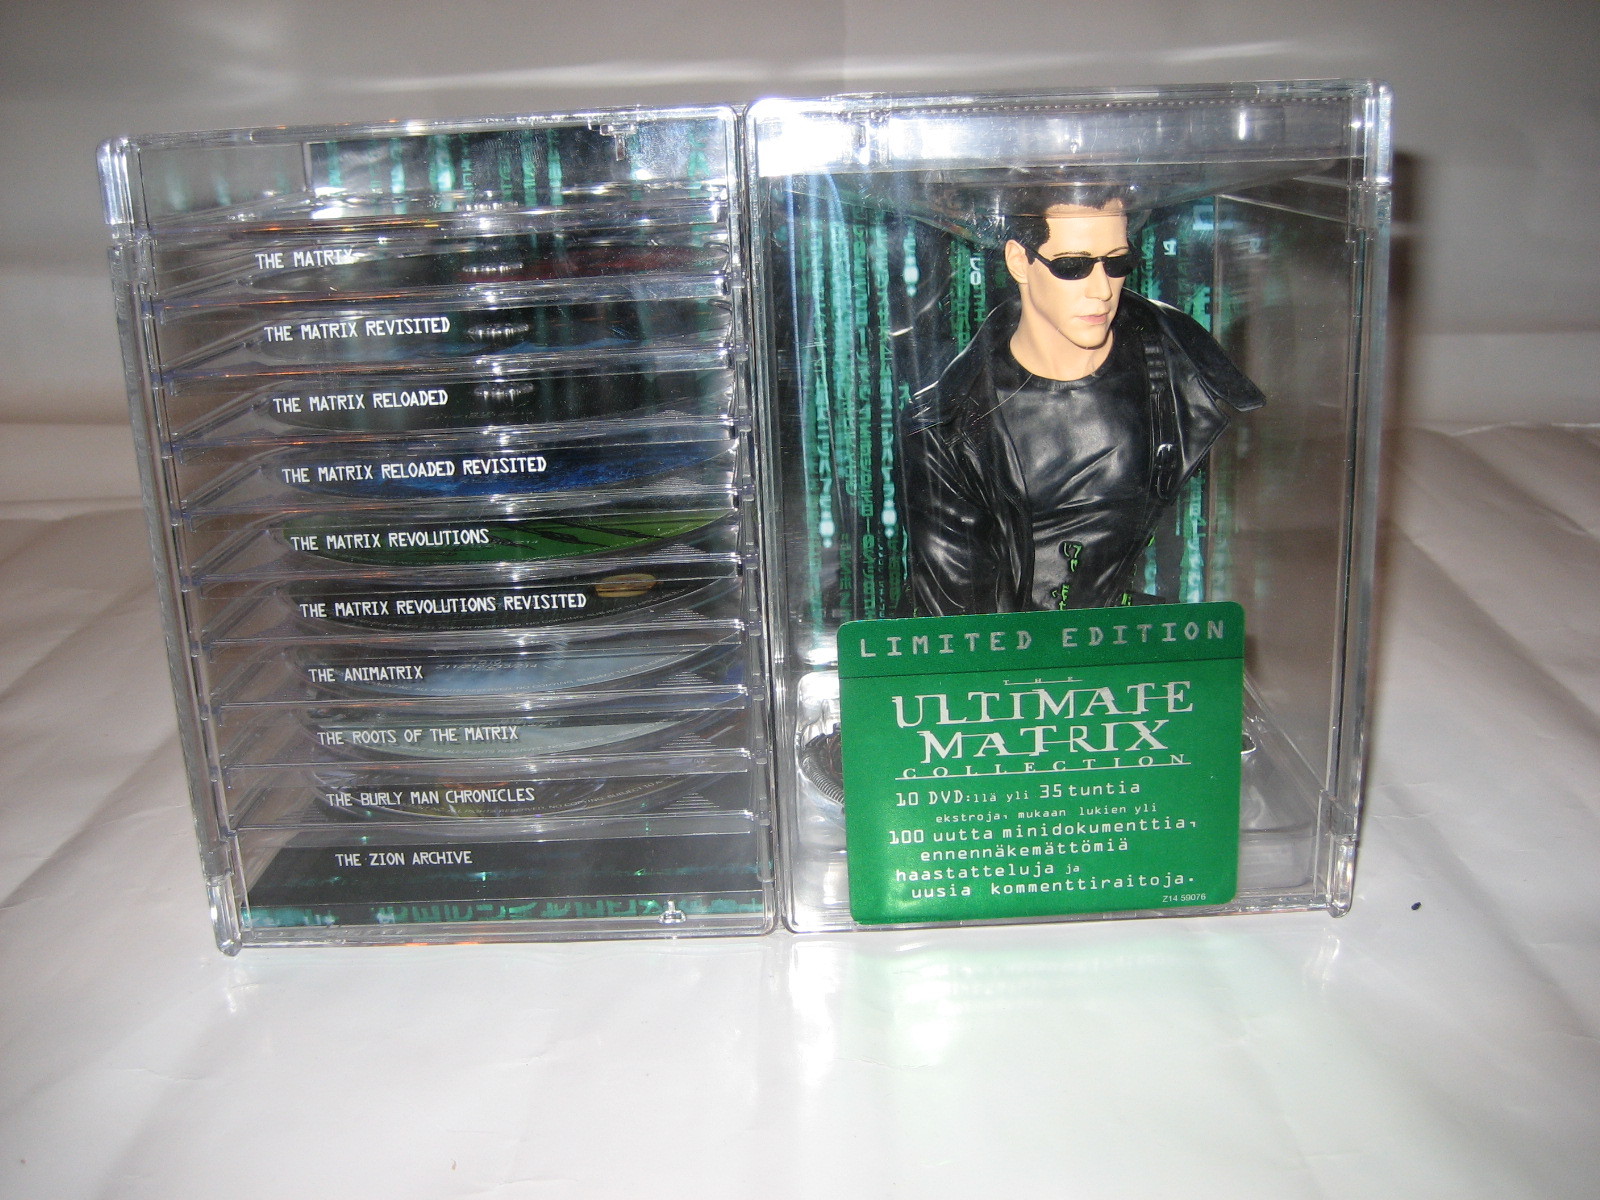 THE MATRIX
THE MATRIX REVISITED
THE MATRIX RELOADED
THE MATRIX RELOADED REVISITED
THE MATRIX REVOLUTIONS
THE MATRIX REVOLUTIONS REVISITED
THE ANIMATRIX
THE ROOTS OF THE MATRIX
THE BURLY MAN CHRONICLES
THE ZION ARCHIVE
LIMITED EDITION
THE
ULTIMATE
MATRIX
COLLECTION
10 DVD:llä yli 35 tuntia
ekstroja, mukaan lukien yli
100 uutta minidokumenttia,
ennennäkemättömiä
haastatteluja ja
uusia kommenttiraitoja.
Z14 59076